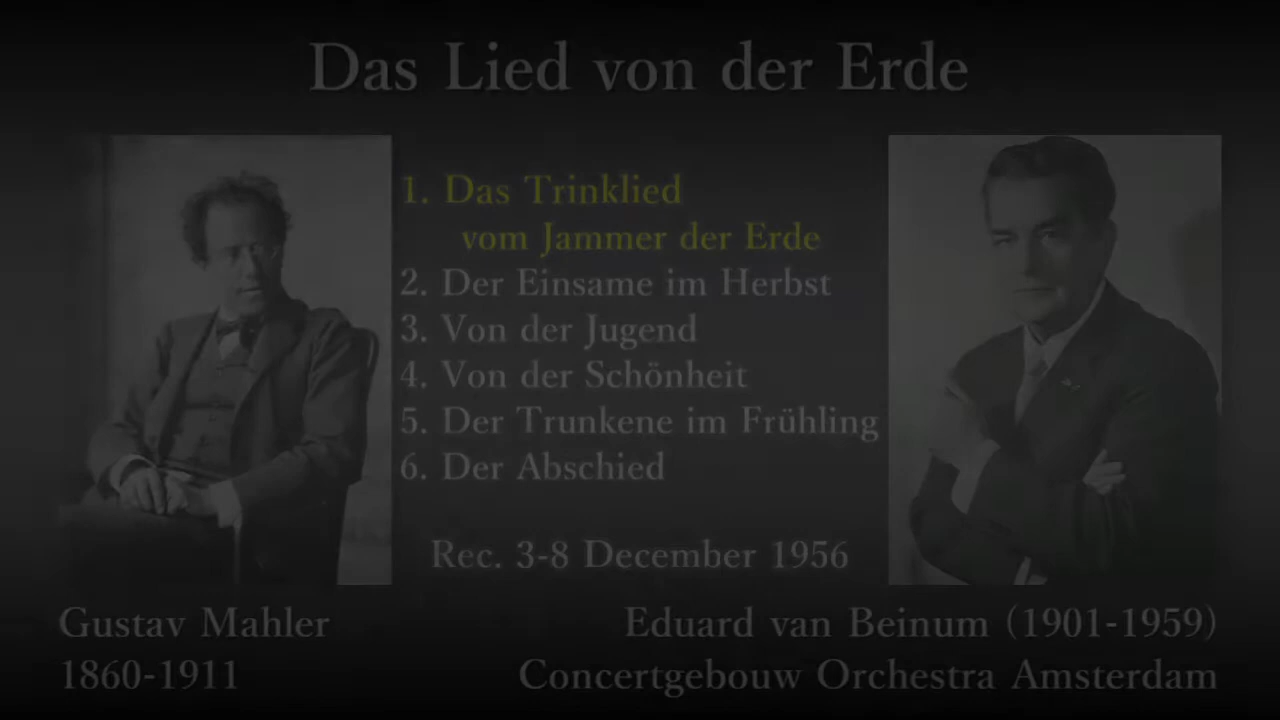 Das Lied von der Erde
1. Das Trinklied
vom Jammer der Erde
2. Der Einsame im Herbst
3. Von der Jugend
4. Von der Schönheit
5. Der Trunkene im Frühling
6. Der Abschied
Rec. 3-8 December 1956
Gustav Mahler
1860-1911
Eduard van Beinum (1901-1959)
Concertgebouw Orchestra Amsterdam